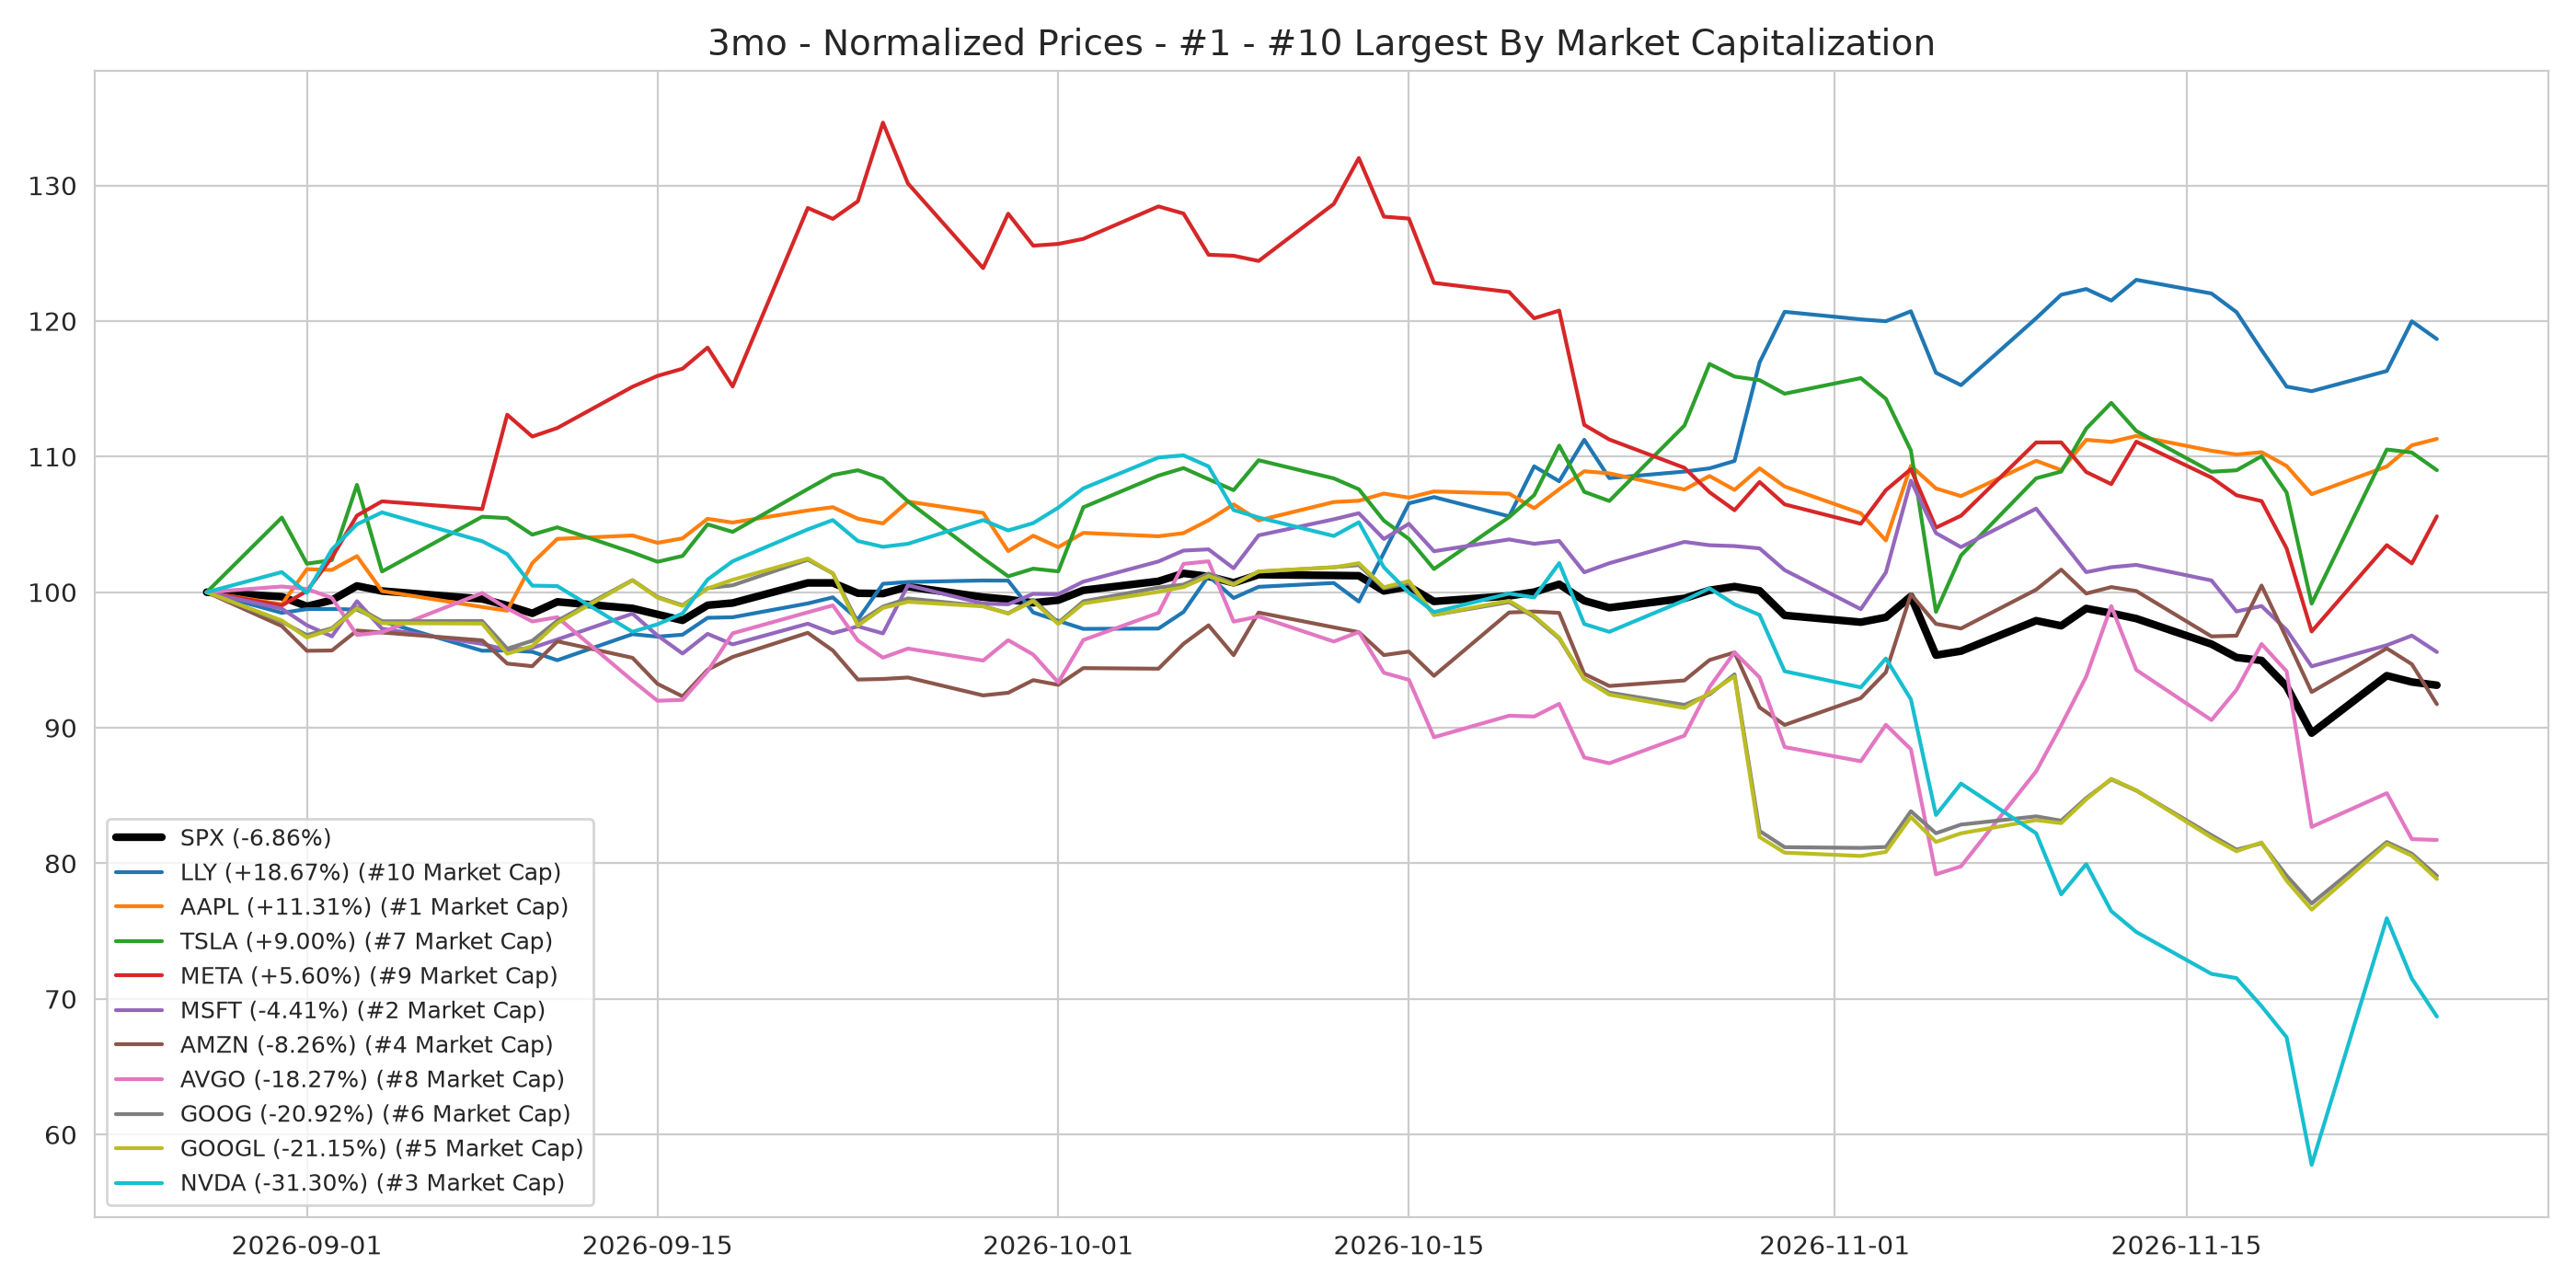 3mo - Normalized Prices - #1 - #10 Largest By Market Capitalization
130
120
110
100
90
80
70
60
SPX (-6.86%)
LLY (+18.67%) (#10 Market Cap)
AAPL (+11.31%) (#1 Market Cap)
TSLA (+9.00%) (#7 Market Cap)
META (+5.60%) (#9 Market Cap)
MSFT (-4.41%) (#2 Market Cap)
AMZN (-8.26%) (#4 Market Cap)
AVGO (-18.27%) (#8 Market Cap)
GOOG (-20.92%) (#6 Market Cap)
GOOGL (-21.15%) (#5 Market Cap)
NVDA (-31.30%) (#3 Market Cap)
2026-09-01 2026-09-15 2026-10-01 2026-10-15 2026-11-01 2026-11-15